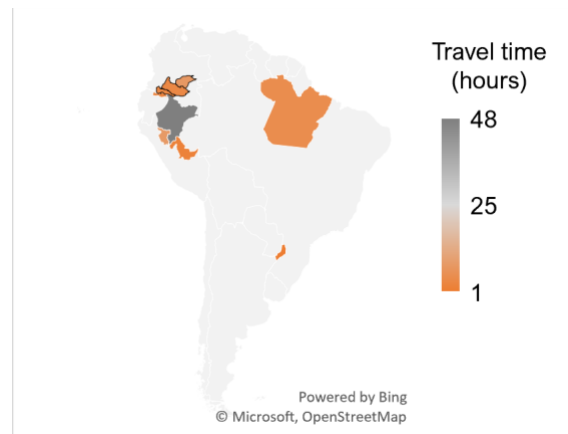 Travel time
(hours)
48
25
1
Powered by Bing
© Microsoft, OpenStreetMap